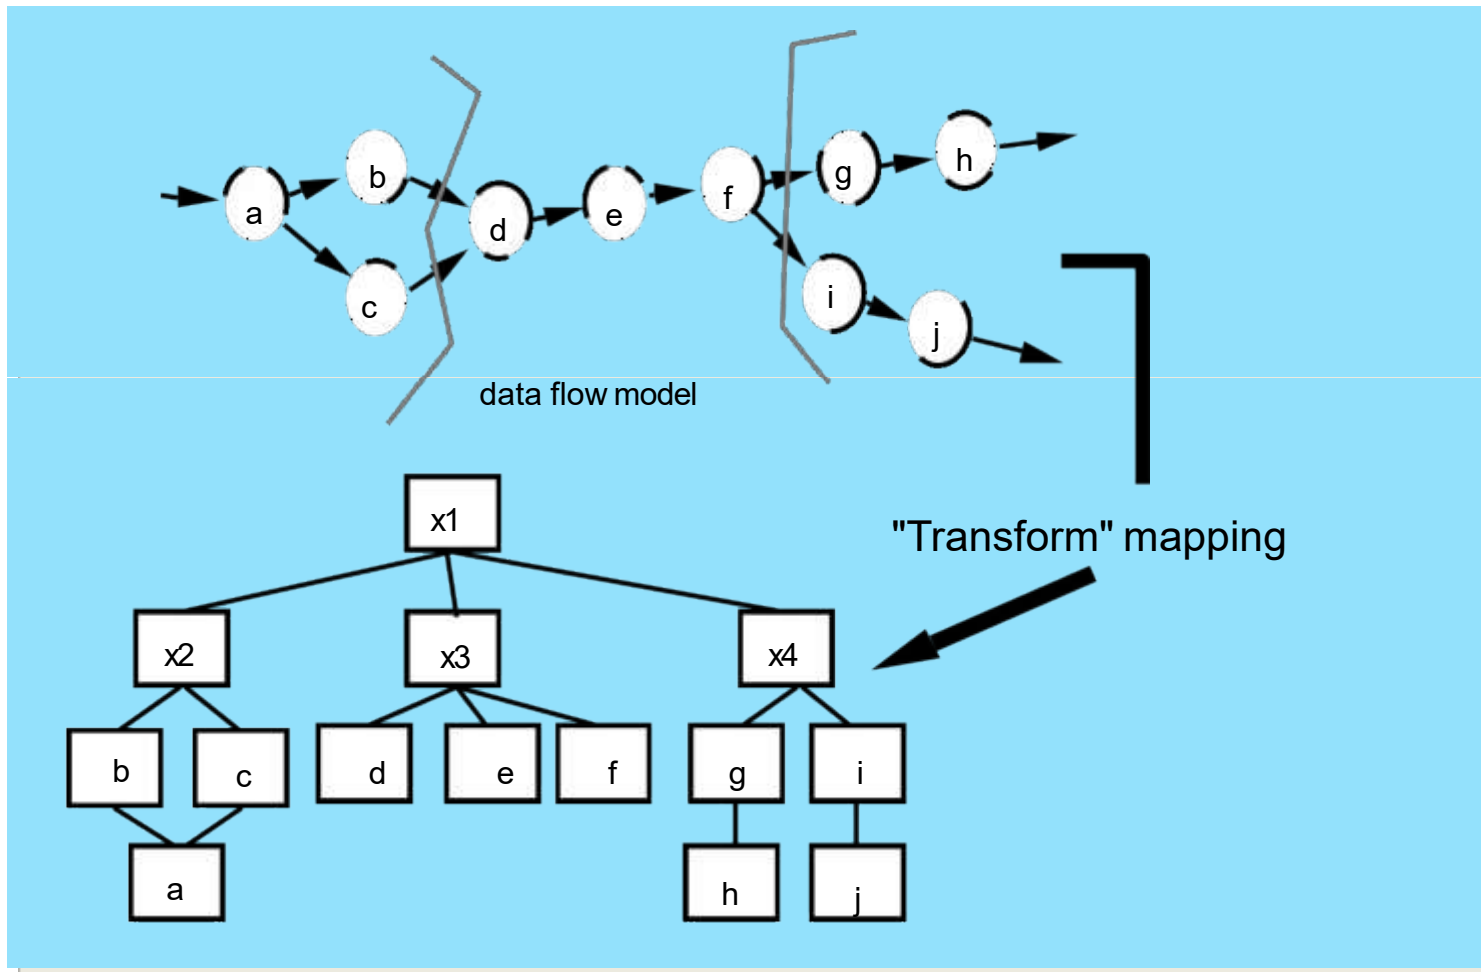 h
b
g
a
f
d
e
i
c
j
data flow model
x1
"Transform" mapping
x2
x3
x4
b
c
d
e
f
g
i
a
h
j